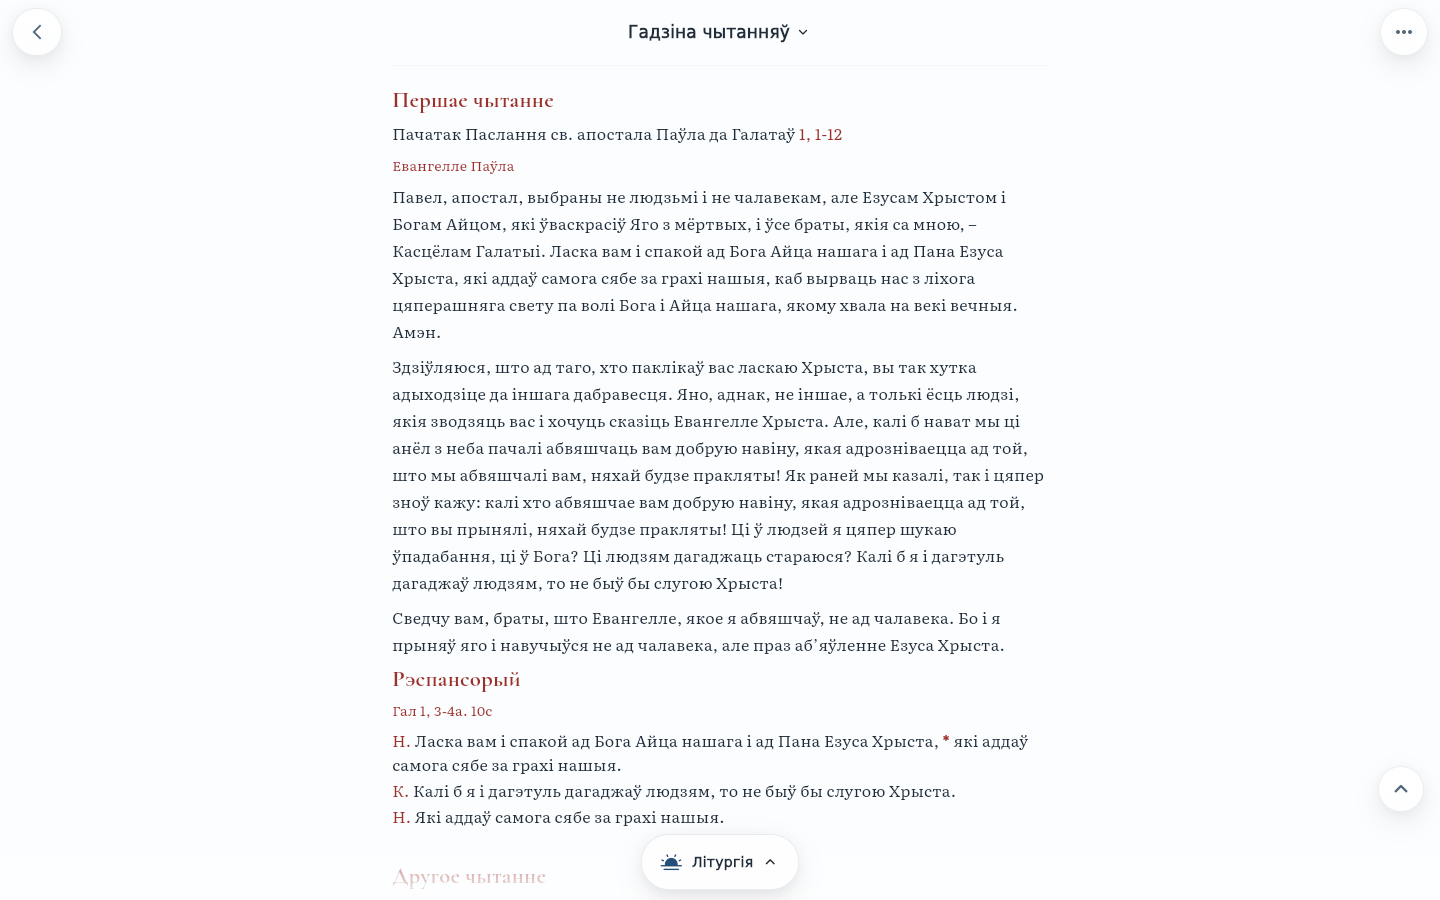 Гадзіна чытанняў
Першае чытанне
Пачатак Паслання св. апостала Паўла да Галатаў 1, 1-12
Евангелле Паўла
Павел, апостал, выбраны не людзьмі і не чалавекам, але Езусам Хрыстом і
Богам Айцом, які ўваскрасіў Яго з мёртвых, і ўсе браты, якія са мною, –
Касцёлам Галатыі. Ласка вам і спакой ад Бога Айца нашага і ад Пана Езуса
Хрыста, які аддаў самога сябе за грахі нашыя, каб вырваць нас з ліхога
цяперашняга свету па волі Бога і Айца нашага, якому хвала на векі вечныя.
Амэн.
Здзіўляюся, што ад таго, хто паклікаў вас ласкаю Хрыста, вы так хутка
адыходзіце да іншага дабравесця. Яно, аднак, не іншае, а толькі ёсць людзі,
якія зводзяць вас і хочуць сказіць Евангелле Хрыста. Але, калі б нават мы ці
анёл з неба пачалі абвяшчаць вам добрую навіну, якая адрозніваецца ад той,
што мы абвяшчалі вам, няхай будзе пракляты! Як раней мы казалі, так і цяпер
зноў кажу: калі хто абвяшчае вам добрую навіну, якая адрозніваецца ад той,
што вы прынялі, няхай будзе пракляты! Ці ў людзей я цяпер шукаю
ўпадабання, ці ў Бога? Ці людзям дагаджаць стараюся? Калі б я і дагэтуль
дагаджаў людзям, то не быў бы слугою Хрыста!
Сведчу вам, браты, што Евангелле, якое я абвяшчаў, не ад чалавека. Бо і я
прыняў яго і навучыўся не ад чалавека, але праз аб’яўленне Езуса Хрыста.
Рэспансорый
Гал 1, 3-4a. 10c
Н. Ласка вам і спакой ад Бога Айца нашага і ад Пана Езуса Хрыста, * які аддаў
самога сябе за грахі нашыя.
К. Калі б я і дагэтуль дагаджаў людзям, то не быў бы слугою Хрыста.
Н. Які аддаў самога сябе за грахі нашыя.
Літургія
Другое чытанне